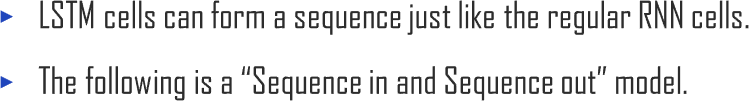 ► LSTM cells can form a sequence just like the regular RNN cells.
► The following is a “Sequence in and Sequence out” model.